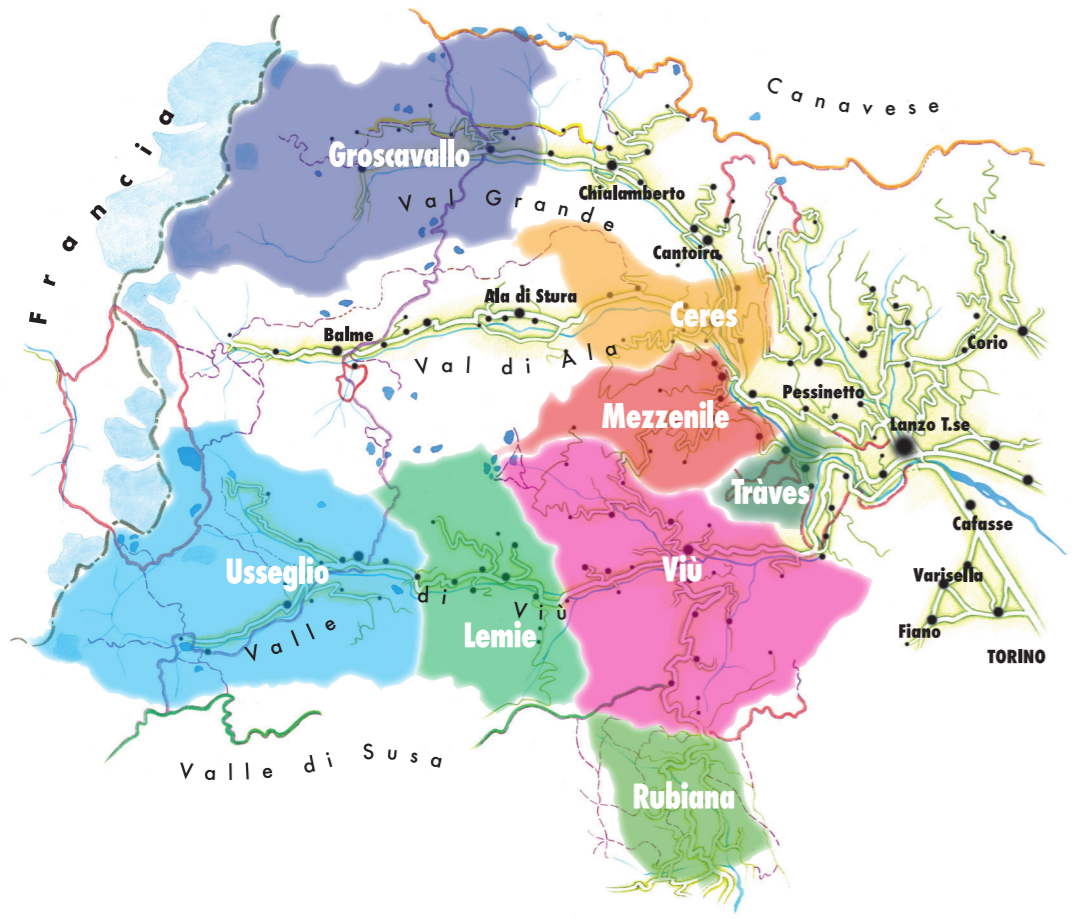 Canavese
Francia
Groscavallo
Chialamberto
Val Grande
Cantoira
Ala di Stura
Ceres
Balme
Val di Ala
Corio
Pessinetto
Mezzenile
Lanzo T.se
Tràves
Cafasse
Usseglio
Viù
Varisella
Valle di Viù
Lemie
Fiano
TORINO
Valle di Susa
Rubiana